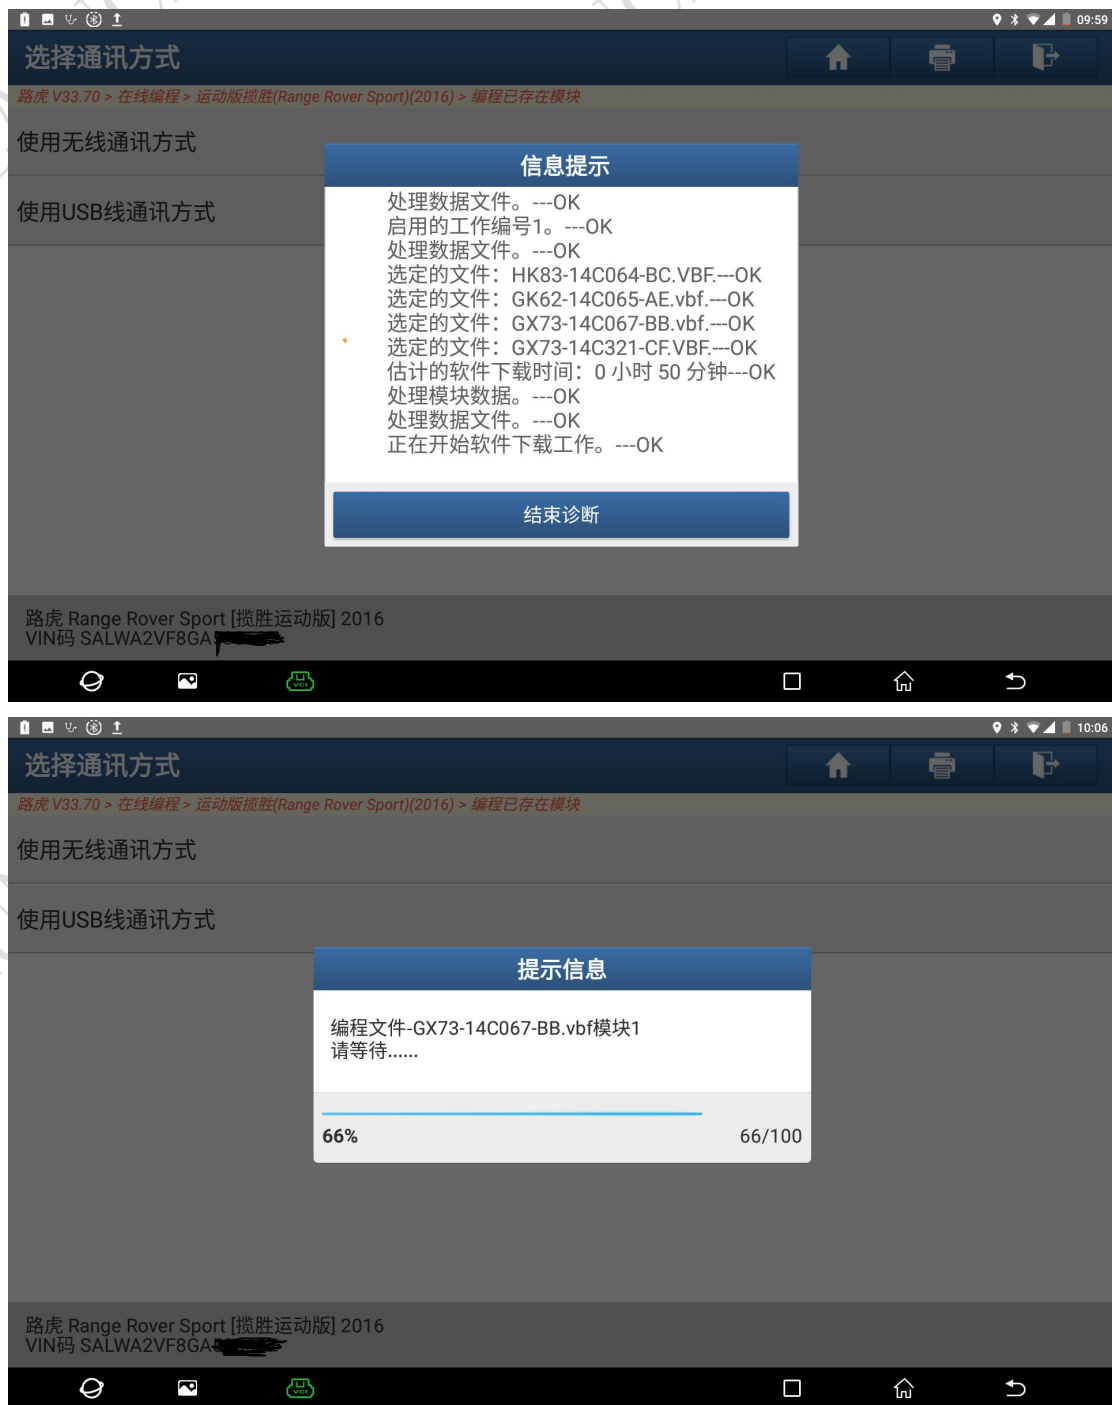 09:59
选择通讯方式
路虎 V33.70 > 在线编程 > 运动版揽胜(Range Rover Sport)(2016) > 编程已存在模块
使用无线通讯方式
使用USB线通讯方式
信息提示
处理数据文件。---OK
启用的工作编号1。---OK
处理数据文件。---OK
选定的文件：HK83-14C064-BC.VBF.---OK
选定的文件：GK62-14C065-AE.vbf.---OK
选定的文件：GX73-14C067-BB.vbf.---OK
选定的文件：GX73-14C321-CF.VBF.---OK
估计的软件下载时间：0 小时 50 分钟---OK
处理模块数据。---OK
处理数据文件。---OK
正在开始软件下载工作。---OK
结束诊断
路虎 Range Rover Sport [揽胜运动版] 2016
VIN码 SALWA2VF8GA
VCI
10:06
选择通讯方式
路虎 V33.70 > 在线编程 > 运动版揽胜(Range Rover Sport)(2016) > 编程已存在模块
使用无线通讯方式
使用USB线通讯方式
提示信息
编程文件-GX73-14C067-BB.vbf模块1
请等待......
66% 66/100
路虎 Range Rover Sport [揽胜运动版] 2016
VIN码 SALWA2VF8GA
VCI